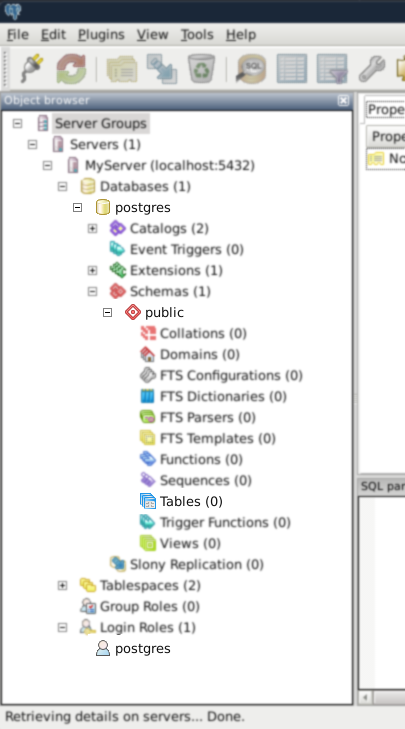 File Edit Plugins View Tools Help
SQL
Object browser
Prope
Server Groups
Servers (1)
Prope
MyServer (localhost:5432)
No
Databases (1)
postgres
Catalogs (2)
Event Triggers (0)
Extensions (1)
Schemas (1)
public
Collations (0)
Domains (0)
FTS Configurations (0)
FTS Dictionaries (0)
FTS Parsers (0)
FTS Templates (0)
Functions (0)
Sequences (0)
SQL par
Tables (0)
Trigger Functions (0)
Views (0)
Slony Replication (0)
Tablespaces (2)
Group Roles (0)
Login Roles (1)
postgres
Retrieving details on servers... Done.